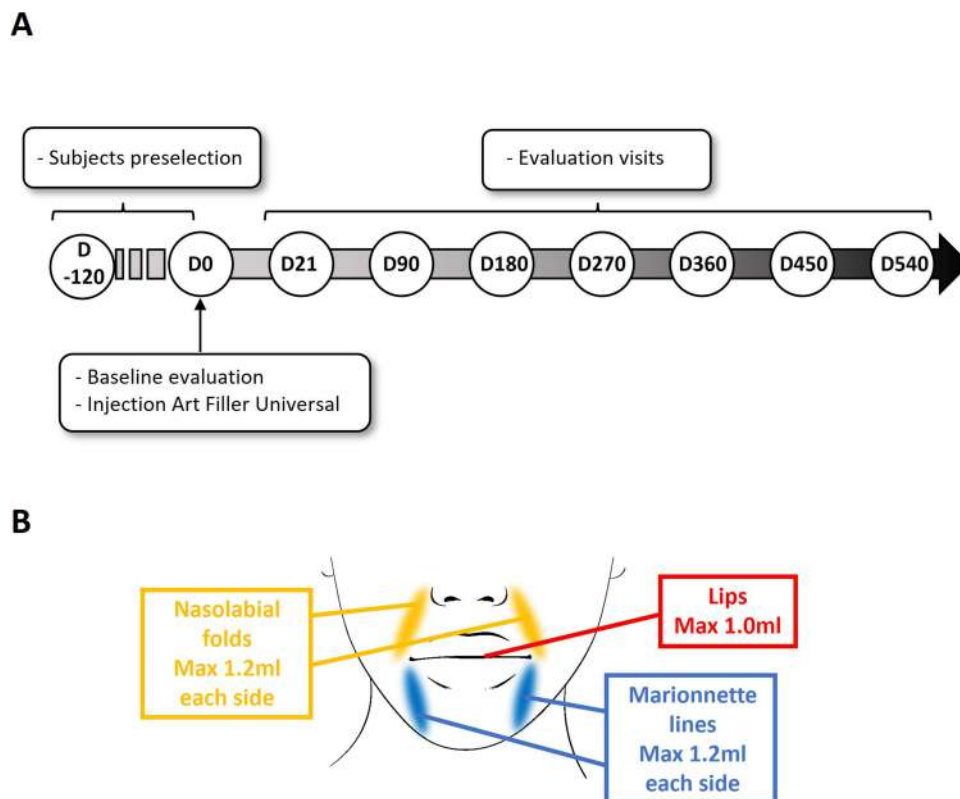 A
- Subjects preselection
- Evaluation visits
D
-120
D0
D21
D90
D180
D270
D360
D450
D540
- Baseline evaluation
- Injection Art Filler Universal
B
Nasolabial
folds
Max 1.2ml
each side
Lips
Max 1.0ml
Marionnette
lines
Max 1.2ml
each side